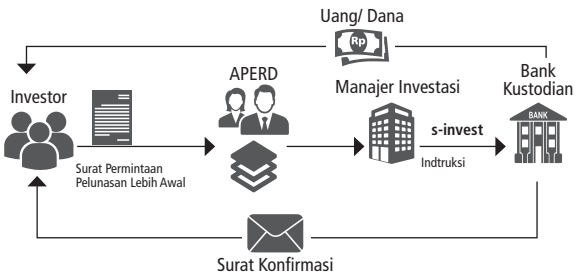 Uang/ Dana
Rp
APERD
Manajer Investasi
Bank
Kustodian
Investor
BANK
s-invest
Indtruksi
Surat Permintaan
Pelunasan Lebih Awal
Surat Konfirmasi